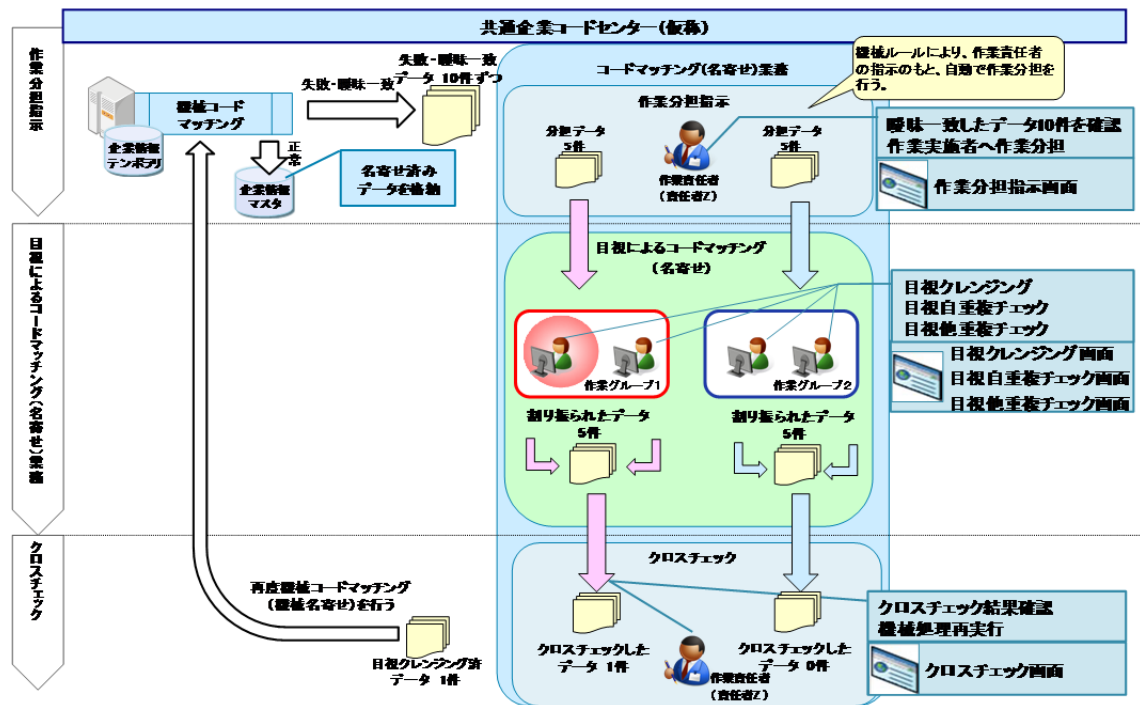 共通企業コードセンター(仮称)
作業分担指示
機械コード
マッチング
企業情報
テンポラリ
失敗・曖昧一致
失敗・曖昧一致
データ 10件ずつ
正常
企業情報
マスタ
名寄せ済み
データを格納
コードマッチング(名寄せ)業務
機械ルールにより、作業責任者
の指示のもと、自動で作業分担を
行う。
作業分担指示
分担データ
5件
作業責任者
(責任者Z)
分担データ
5件
曖昧一致したデータ10件を確認
作業実施者へ作業分担
作業分担指示画面
目視によるコードマッチング(名寄せ)業務
目視によるコードマッチング
(名寄せ)
作業グループ1
作業グループ2
割り振られたデータ
5件
割り振られたデータ
5件
目視クレンジング
目視自重複チェック
目視他重複チェック
目視クレンジング画面
目視自重複チェック画面
目視他重複チェック画面
クロスチェック
クロスチェック
再度機械コードマッチング
(機械名寄せ)を行う
目視クレンジング済
データ 1件
クロスチェックした
データ 1件
作業責任者
(責任者Z)
クロスチェックした
データ 0件
クロスチェック結果確認
機械処理再実行
クロスチェック画面